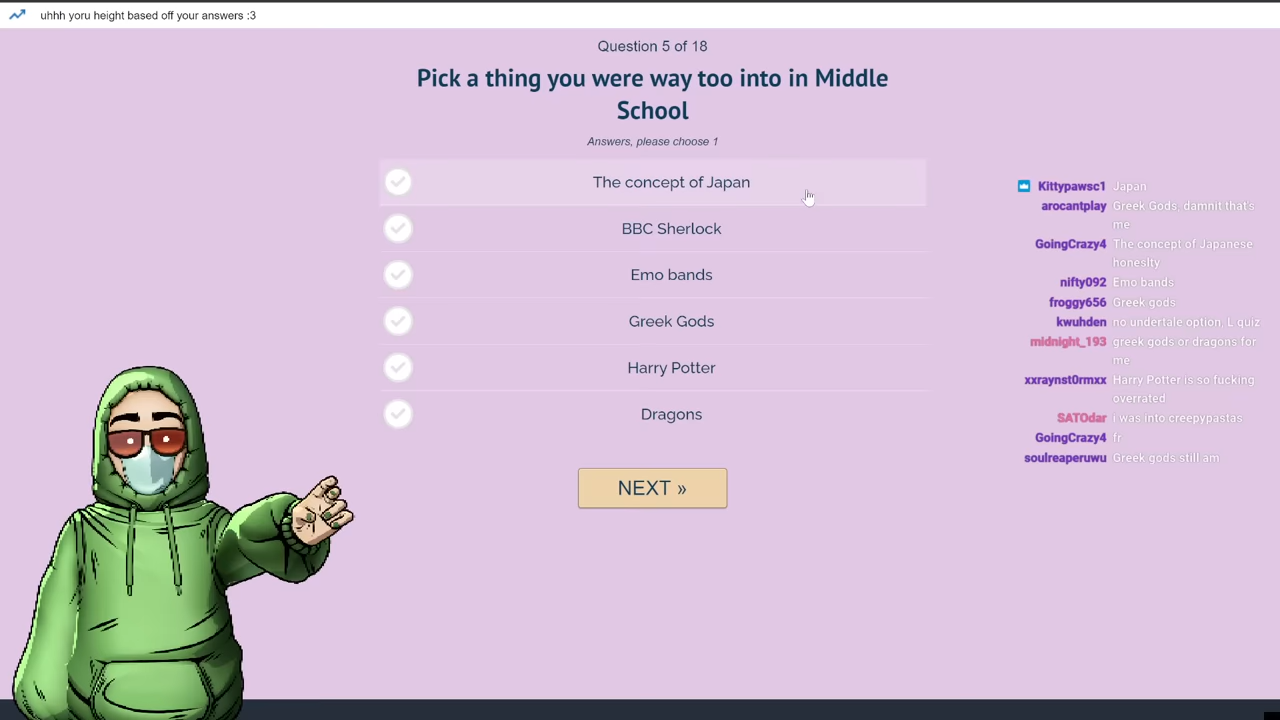 uhhh yoru height based off your answers :3
Question 5 of 18
Pick a thing you were way too into in Middle
School
Answers, please choose 1
The concept of Japan
BBC Sherlock
Emo bands
Greek Gods
Harry Potter
Dragons
NEXT »
Kittypawsc1 Japan
arocantplay Greek Gods, damnit that's
me
GoingCrazy4 The concept of Japanese
honeslty
nifty092 Emo bands
froggy656 Greek gods
kwuhden no undertale option, L quiz
midnight_193 greek gods or dragons for
me
xxraynst0rmxx Harry Potter is so fucking
overrated
SATOdar i was into creepypastas
GoingCrazy4 fr
soulreaperuwu Greek gods still am